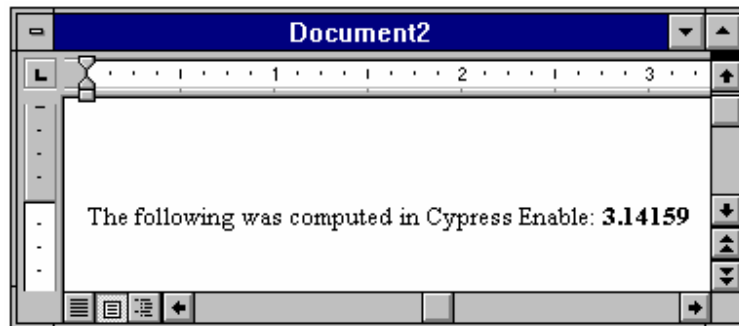 Document2
L
1 2 3
The following was computed in Cypress Enable: 3.14159